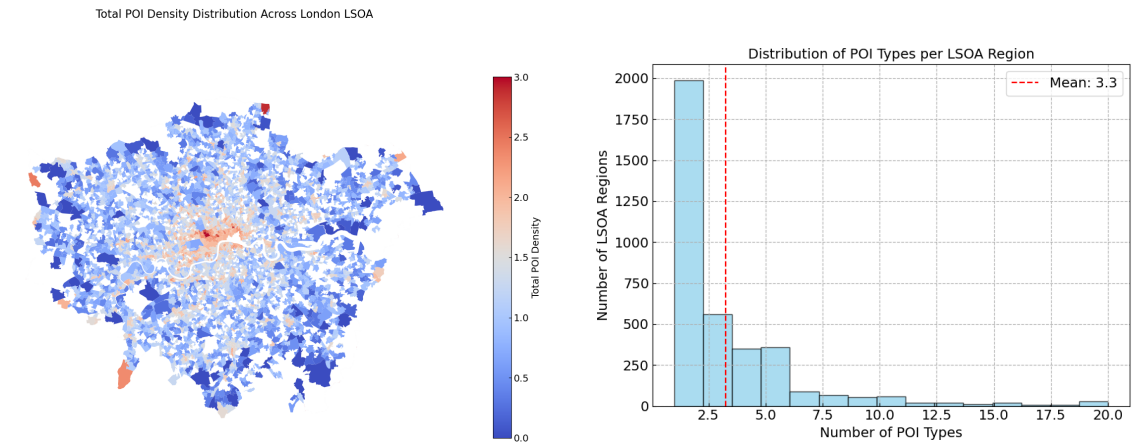 Total POI Density Distribution Across London LSOA
3.0
2.5
2.0
1.5
1.0
0.5
0.0
Total POI Density
Distribution of POI Types per LSOA Region
Mean: 3.3
2000
1750
1500
1250
1000
750
500
250
0
Number of LSOA Regions
2.5 5.0 7.5 10.0 12.5 15.0 17.5 20.0
Number of POI Types